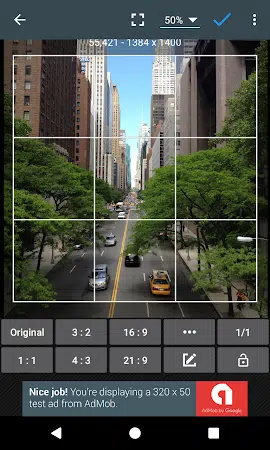 50%
55,421 - 1384 x 1400
Original
3 : 2
16 : 9
•••
1/1
1 : 1
4 : 3
21 : 9
Nice job! You're displaying a 320 x 50
test ad from AdMob.
AdMob by Google